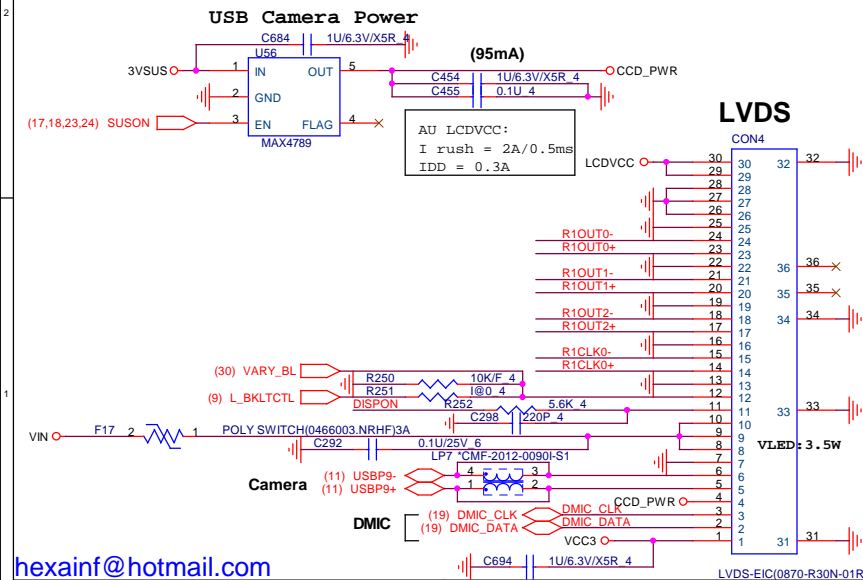 2
USB Camera Power
C684 1U/6.3V/X5R_4
U56
3VSUS 1 IN OUT 5
2 GND
(17,18,23,24) SUSON 3 EN FLAG 4
MAX4789
(95mA)
CCD_PWR
C454 1U/6.3V/X5R_4
C455 0.1U_4
AU LCDVCC:
I rush = 2A/0.5ms
IDD = 0.3A
LVDS
CON4
LCDVCC 30 30 32 32
29 29
28 28
27 27
26 26
25 25
R1OUT0- 24 24
R1OUT0+ 23 23
22 22 36 36
R1OUT1- 21 21
R1OUT1+ 20 20 35 35
19 19
R1OUT2- 18 18 34 34
R1OUT2+ 17 17
16 16
R1CLK0- 15 15
R1CLK0+ 14 14
13 13
12 12
11 11 33 33
10 10
9 9
8 8
VLED:3.5W
7 7
6 6
5 5
4 4
3 3
2 2
1 1 31 31
1
(30) VARY_BL
R250 10K/F_4
(9) L_BKLTCTL R251 I@0_4
DISPON R252 5.6K_4
C298 220P_4
VIN F17 2 1 POLY SWITCH(0466003.NRHF)3A
C292 0.1U/25V_6
LP7 *CMF-2012-0090I-S1
Camera
(11) USBP9- 4 3
(11) USBP9+ 1 2
CCD_PWR
DMIC
(19) DMIC_CLK DMIC_CLK
(19) DMIC_DATA DMIC_DATA
VCC3
C694 1U/6.3V/X5R_4
LVDS-EIC(0870-R30N-01R
hexainf@hotmail.com